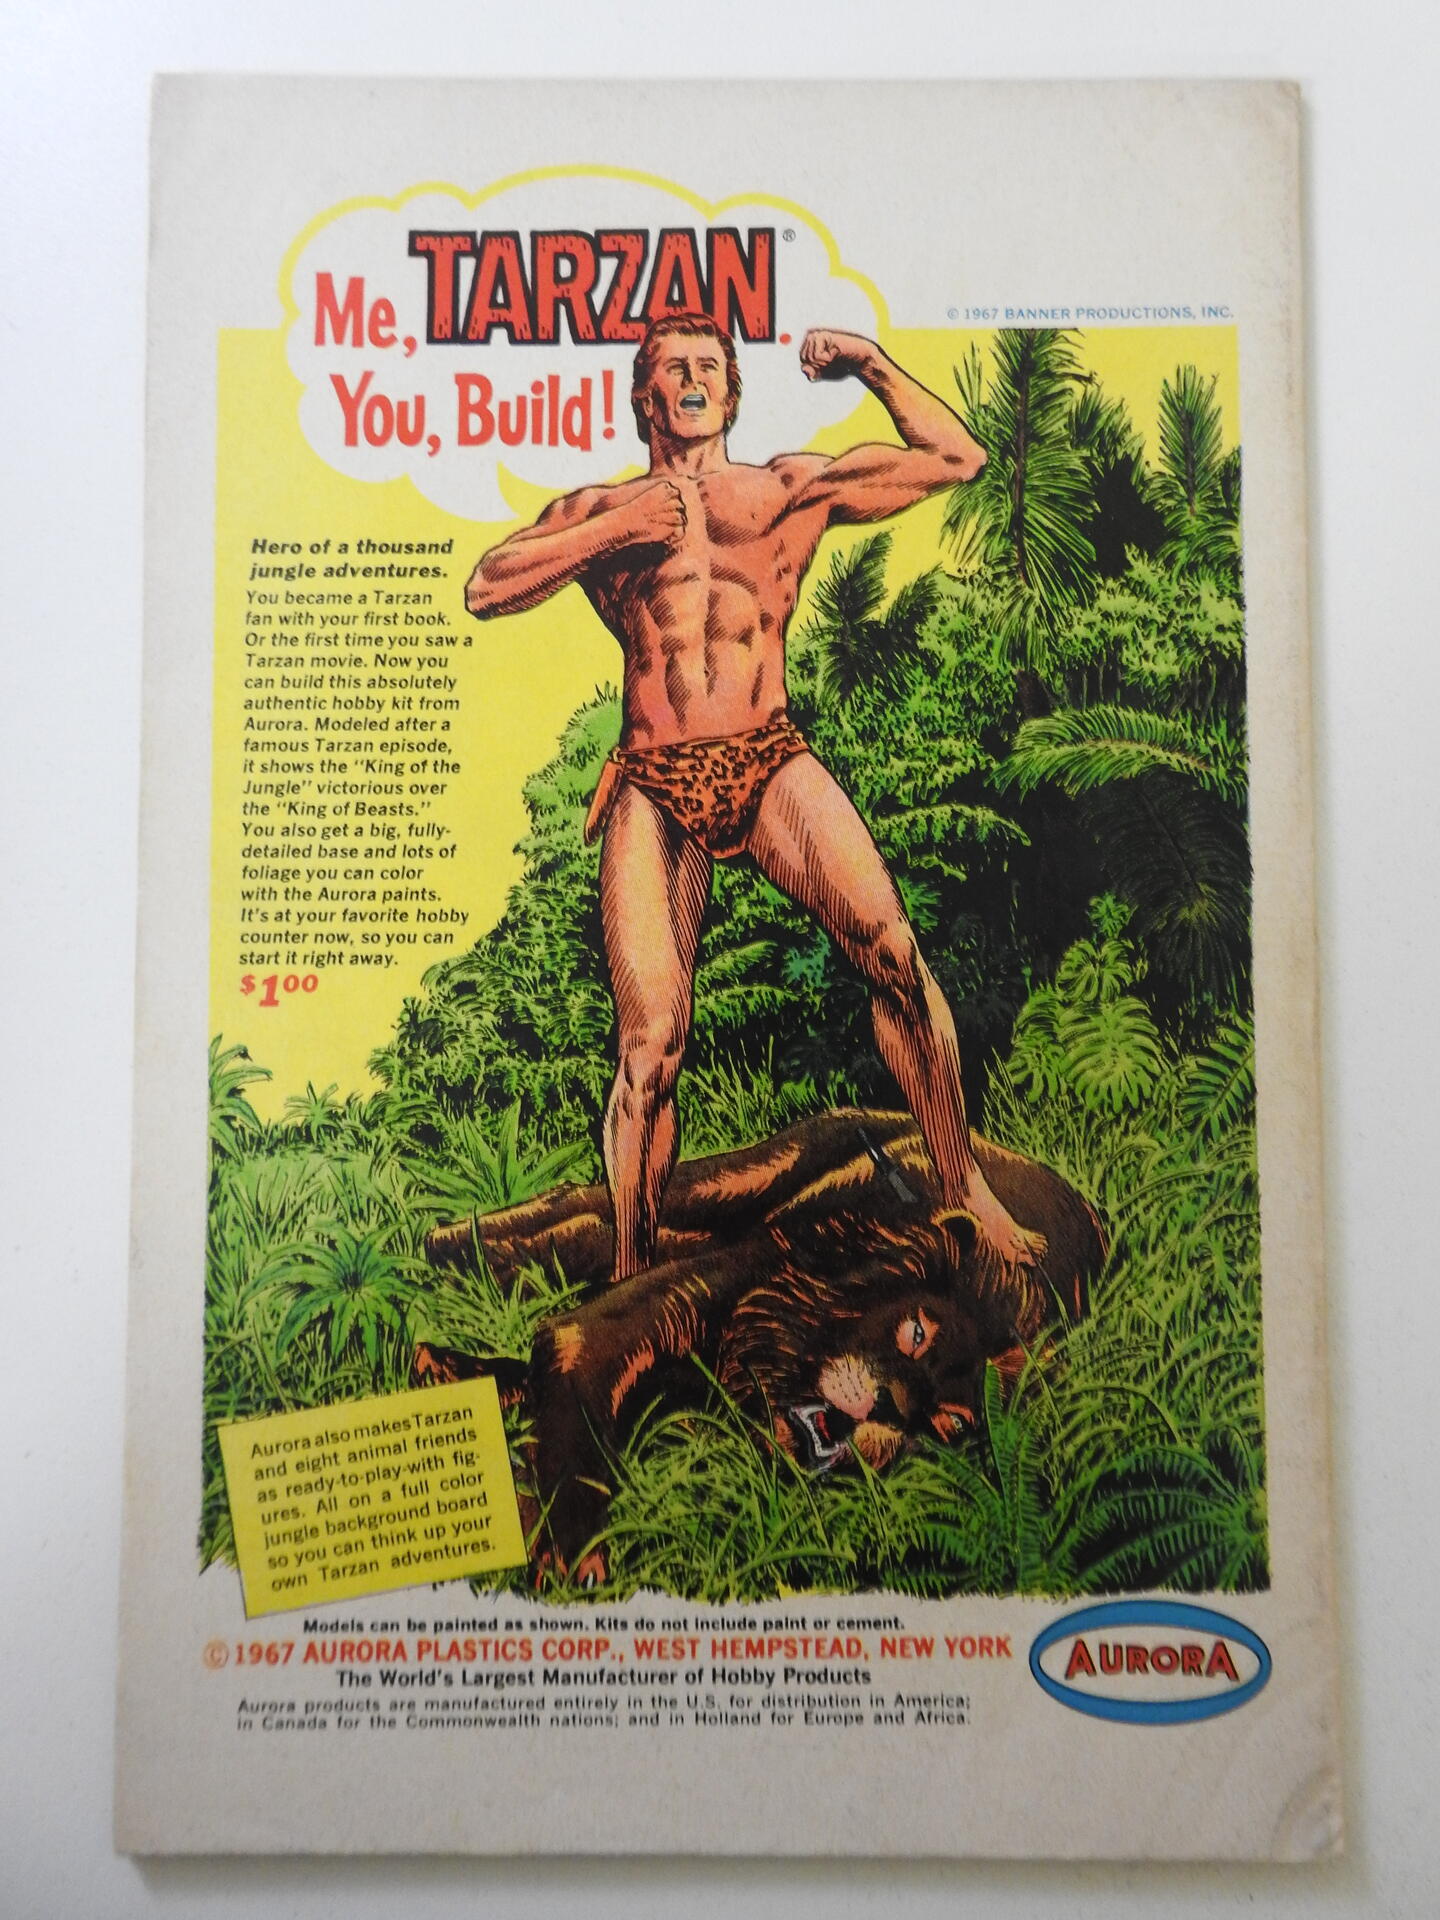 Me, TARZAN®.
You, Build!
© 1967 BANNER PRODUCTIONS, INC.
Hero of a thousand
jungle adventures.
You became a Tarzan
fan with your first book.
Or the first time you saw a
Tarzan movie. Now you
can build this absolutely
authentic hobby kit from
Aurora. Modeled after a
famous Tarzan episode,
it shows the "King of the
Jungle" victorious over
the "King of Beasts."
You also get a big, fully-
detailed base and lots of
foliage you can color
with the Aurora paints.
It's at your favorite hobby
counter now, so you can
start it right away.
$1.00
Aurora also makes Tarzan
and eight animal friends
as ready-to-play-with fig-
ures. All on a full color
jungle background board
so you can think up your
own Tarzan adventures.
Models can be painted as shown. Kits do not include paint or cement.
© 1967 AURORA PLASTICS CORP., WEST HEMPSTEAD, NEW YORK
The World's Largest Manufacturer of Hobby Products
Aurora products are manufactured entirely in the U.S. for distribution in America;
in Canada for the Commonwealth nations; and in Holland for Europe and Africa.
AURORA